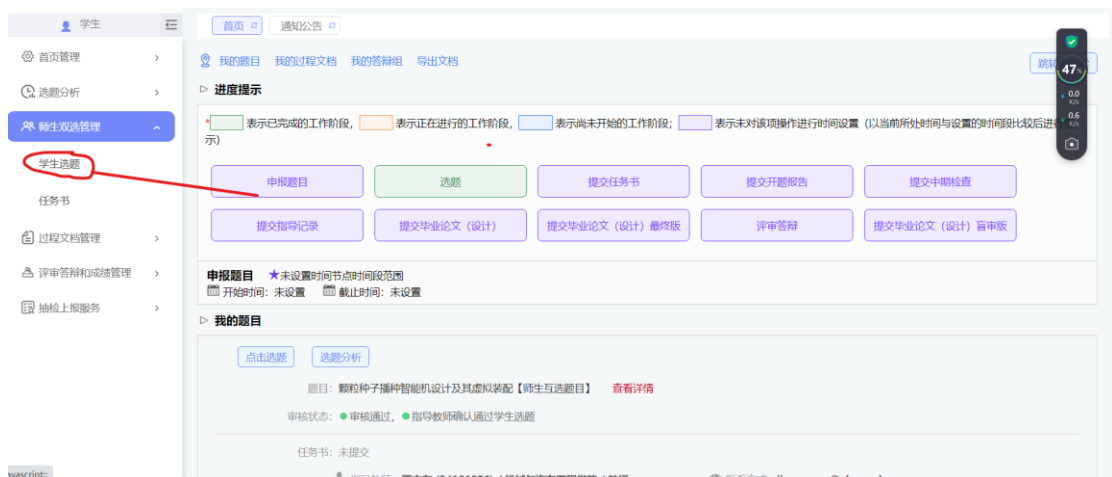 学生
首页管理
选题分析
师生双选管理
学生选题
任务书
过程文档管理
评审答辩和成绩管理
抽检上报服务
首页 通知公告
我的题目 我的过程文档 我的答辩组 导出文档
进度提示
* 表示已完成的工作阶段, 表示正在进行的工作阶段, 表示尚未开始的工作阶段; 表示未对该项操作进行时间设置(以当前所处时间与设置的时间段比较后进
示)
申报题目 选题 提交任务书 提交开题报告 提交中期检查
提交指导记录 提交毕业论文(设计) 提交毕业论文(设计)最终版 评审答辩 提交毕业论文(设计)盲审版
申报题目 ★未设置时间节点时间段范围
开始时间:未设置 截止时间:未设置
我的题目
点击选题 选题分析
题目:颗粒种子播种智能机设计及其虚拟装配【师生互选题目】 查看详情
审核状态:●审核通过,●指导教师确认通过学生选题
任务书:未提交
47%
0.0
K/s
0.6
K/s